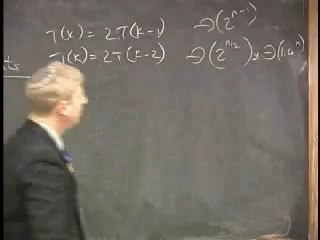 T(k) = 2T(k-1) Θ(2^{n-1})
T(k) = 2T(k-2) Θ(2^{n/2}) Θ(1.4^n)